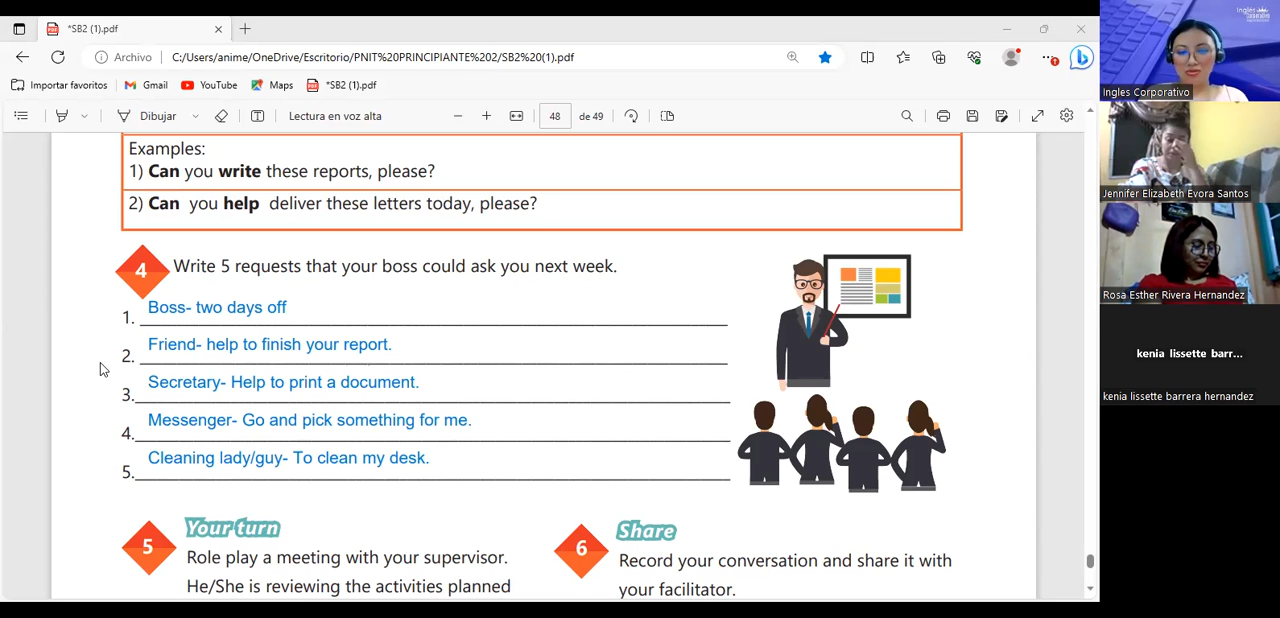 *SB2 (1).pdf
Archivo
C:/Users/anime/OneDrive/Escritorio/PNIT%20PRINCIPIANTE%202/SB2%20(1).pdf
Importar favoritos
Gmail
YouTube
Maps
*SB2 (1).pdf
Dibujar
Lectura en voz alta
48
de 49
Examples:
1) Can you write these reports, please?
2) Can you help deliver these letters today, please?
4
Write 5 requests that your boss could ask you next week.
1. Boss- two days off
2. Friend- help to finish your report.
3. Secretary- Help to print a document.
4. Messenger- Go and pick something for me.
5. Cleaning lady/guy- To clean my desk.
5
Your turn
Role play a meeting with your supervisor.
He/She is reviewing the activities planned
6
Share
Record your conversation and share it with
your facilitator.
Ingles Corporativo
Jennifer Elizabeth Evora Santos
Rosa Esther Rivera Hernandez
kenia lissette barr...
kenia lissette barrera hernandez